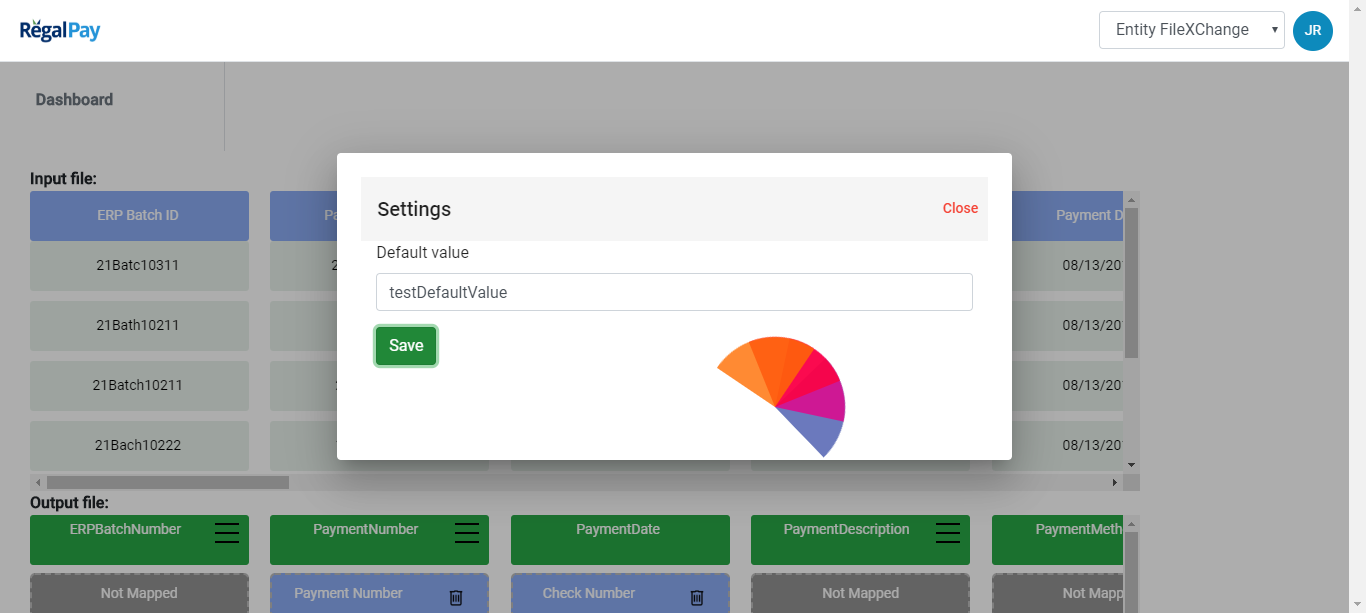 RegalPay
Entity FileXChange
JR
Dashboard
Input file:
ERP Batch ID
Payment D
21Batc10311
08/13/20
Settings
Close
Default value
testDefaultValue
Save
21Bath10211
08/13/20
21Batch10211
08/13/20
21Bach10222
08/13/20
Output file:
ERPBatchNumber
PaymentNumber
PaymentDate
PaymentDescription
PaymentMeth
Not Mapped
Payment Number
Check Number
Not Mapped
Not Mapp